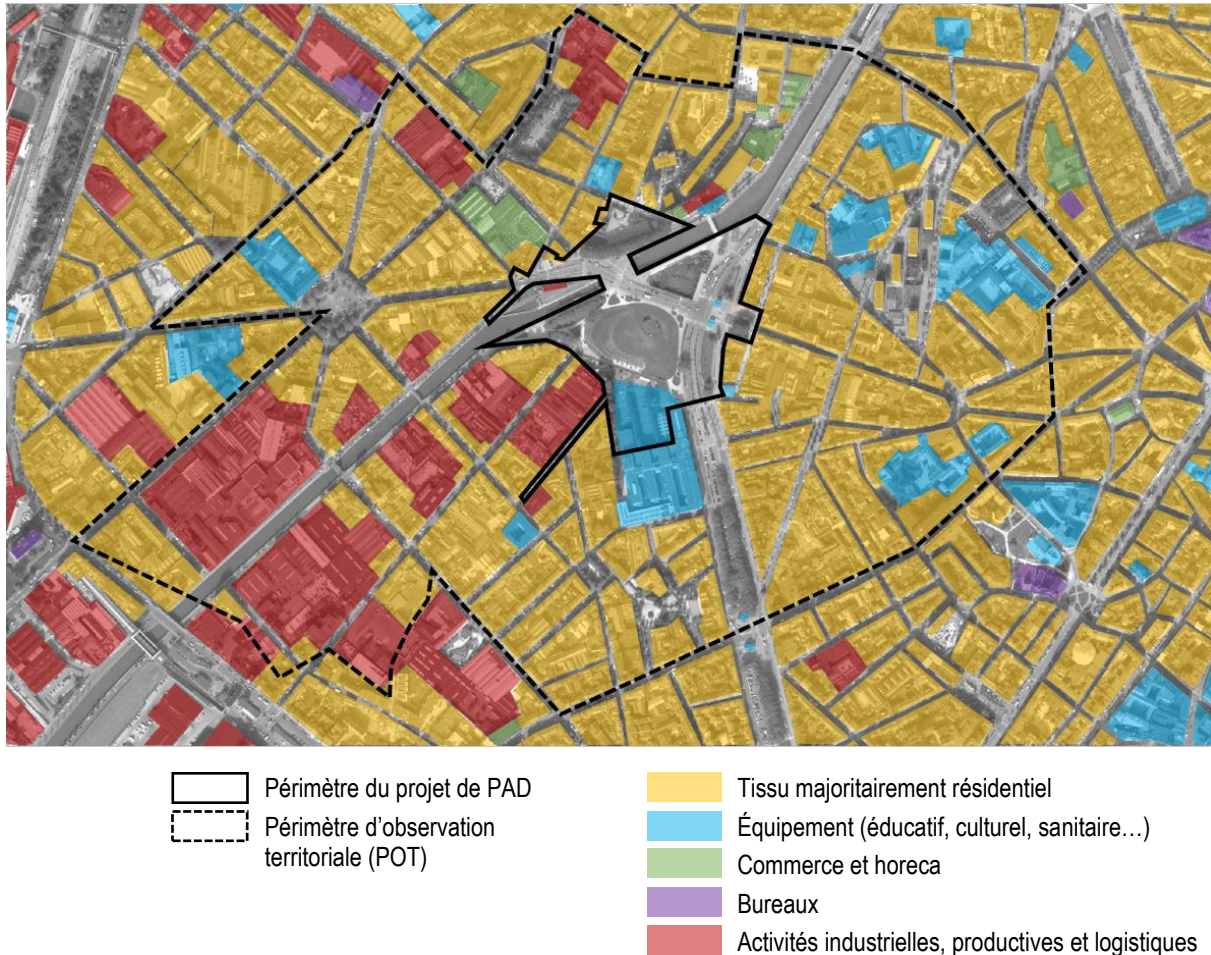 Périmètre du projet de PAD
Périmètre d’observation
territoriale (POT)
Tissu majoritairement résidentiel
Équipement (éducatif, culturel, sanitaire…)
Commerce et horeca
Bureaux
Activités industrielles, productives et logistiques